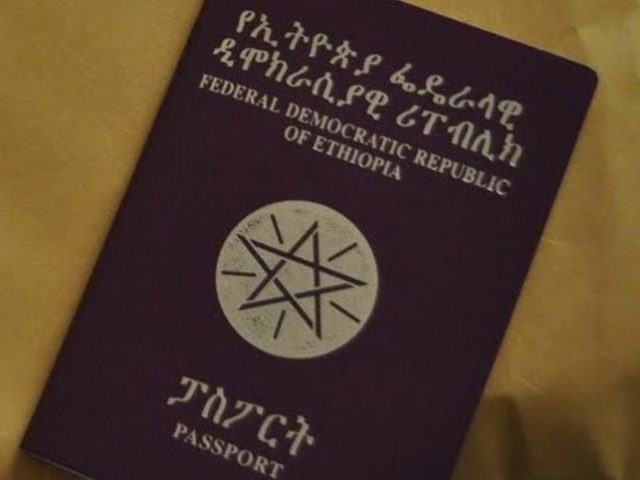 የኢትዮጵያ ፌዴራላዊ
ዲሞክራሲያዊ ሪፐብሊክ
FEDERAL DEMOCRATIC REPUBLIC
OF ETHIOPIA
ፓስፖርት
PASSPORT